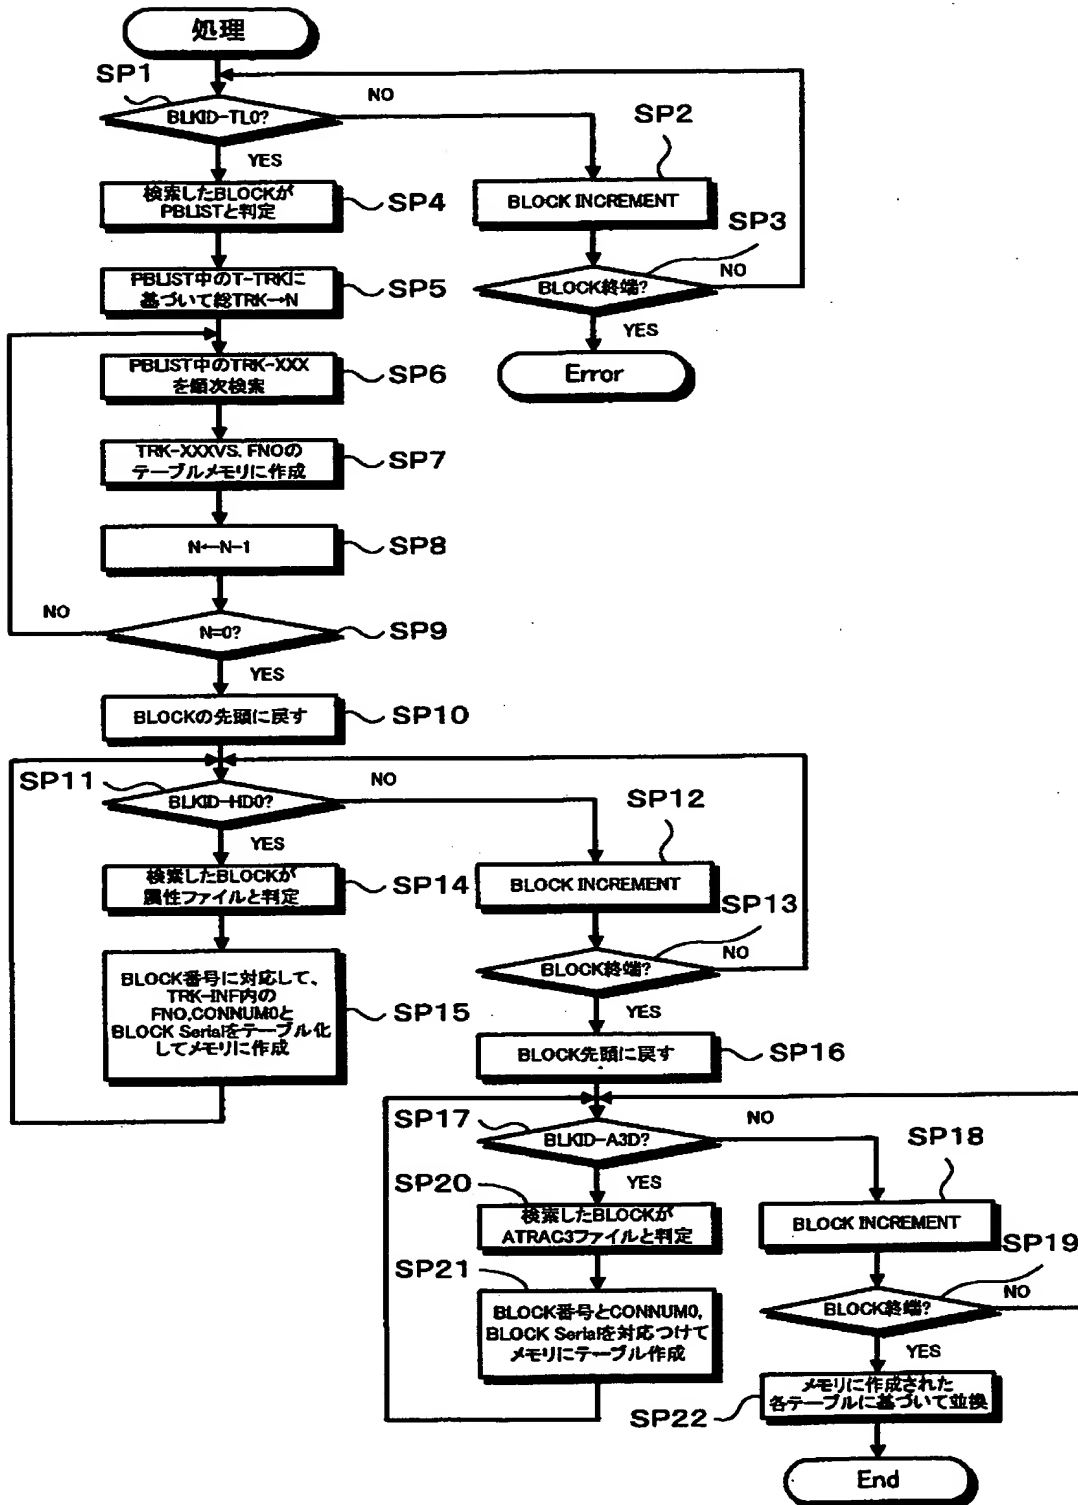 処理
SP1
NO
BLKID-TL0?
SP2
YES
検索したBLOCKが
PBLISTと判定
SP4
BLOCK INCREMENT
SP3
PBLIST中のT-TRKに
基づいて総TRK→N
SP5
BLOCK終端?
NO
YES
PBLIST中のTRK-XXX
を順次検索
SP6
Error
TRK-XXXVS, FNOの
テーブルメモリに作成
SP7
N←N-1
SP8
NO
N=0?
SP9
YES
BLOCKの先頭に戻す
SP10
SP11
NO
BLKID-HD0?
SP12
YES
検索したBLOCKが
属性ファイルと判定
SP14
BLOCK INCREMENT
SP13
BLOCK番号に対応して、
TRK-INF内の
FNO,CONNUM0と
BLOCK Serialをテーブル化
してメモリに作成
SP15
BLOCK終端?
NO
YES
BLOCK先頭に戻す
SP16
SP17
NO
BLKID-A3D?
SP18
YES
SP20
検索したBLOCKが
ATRAC3ファイルと判定
BLOCK INCREMENT
SP19
SP21
BLOCK番号とCONNUM0,
BLOCK Serialを対応つけて
メモリにテーブル作成
BLOCK終端?
NO
YES
メモリに作成された
各テーブルに基づいて並換
SP22
End